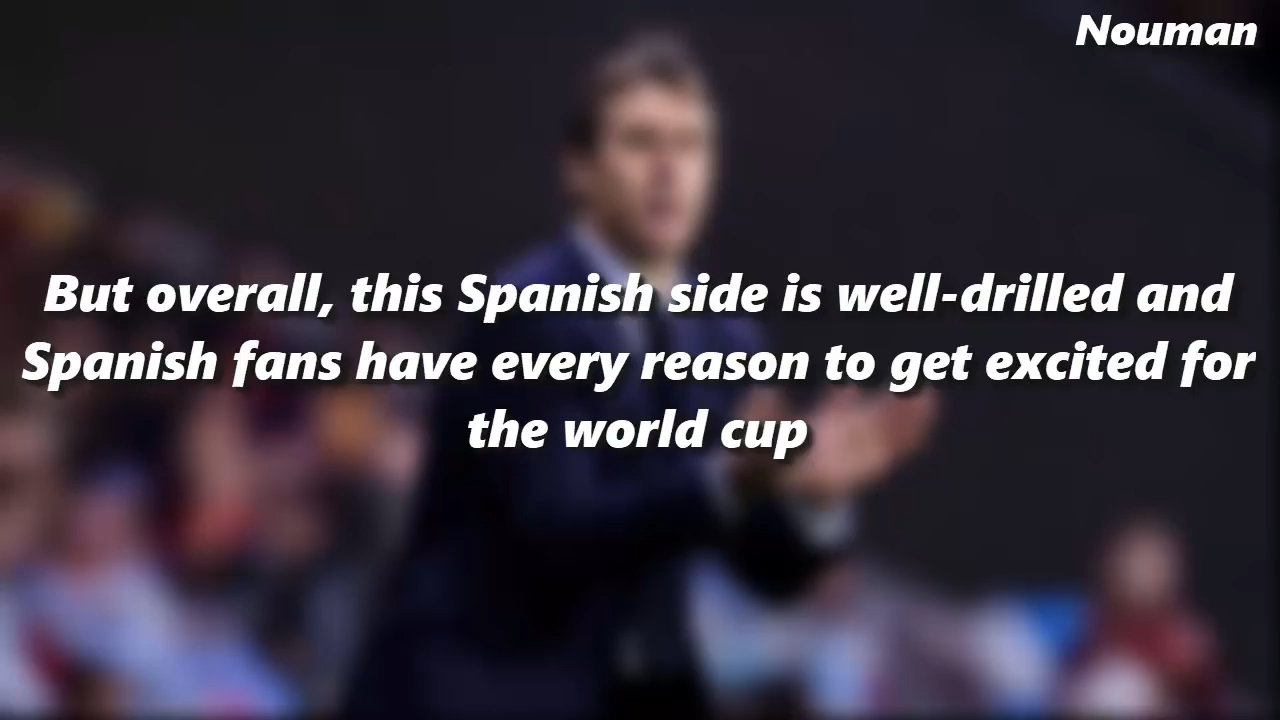 Nouman
But overall, this Spanish side is well-drilled and
Spanish fans have every reason to get excited for
the world cup